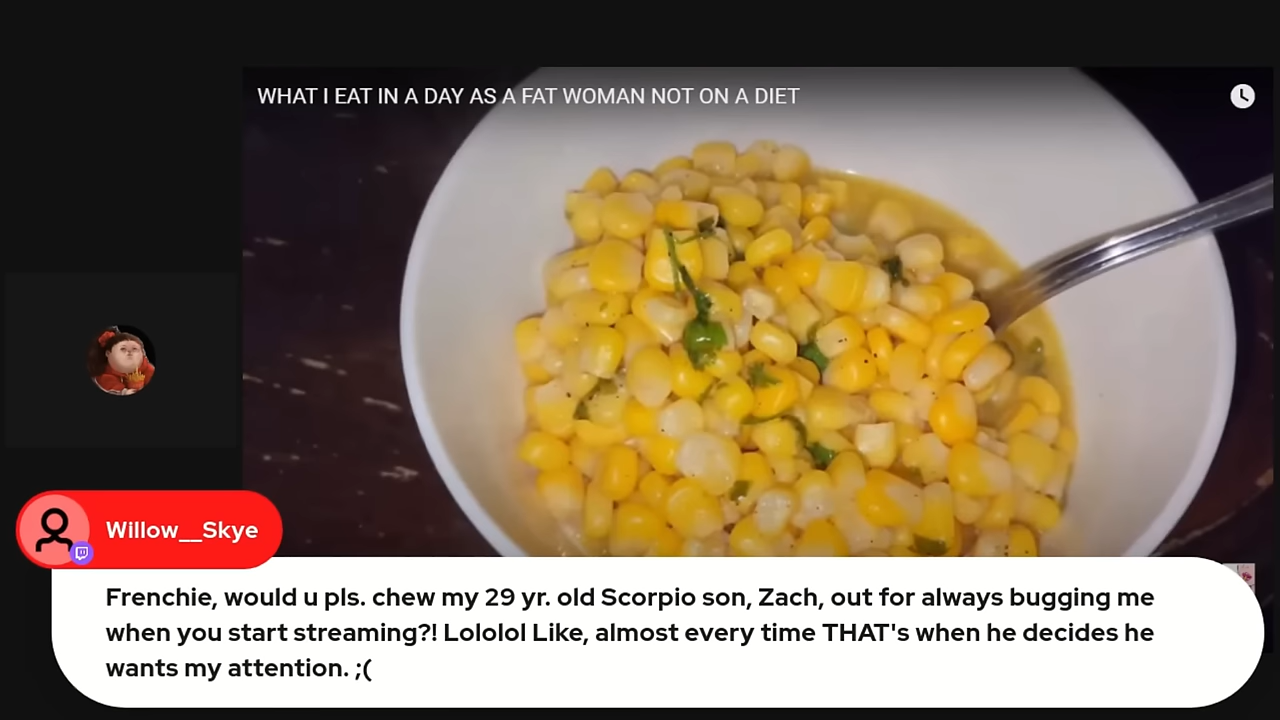 WHAT I EAT IN A DAY AS A FAT WOMAN NOT ON A DIET
Willow__Skye
Frenchie, would u pls. chew my 29 yr. old Scorpio son, Zach, out for always bugging me
when you start streaming?! Lololol Like, almost every time THAT's when he decides he
wants my attention. ;(